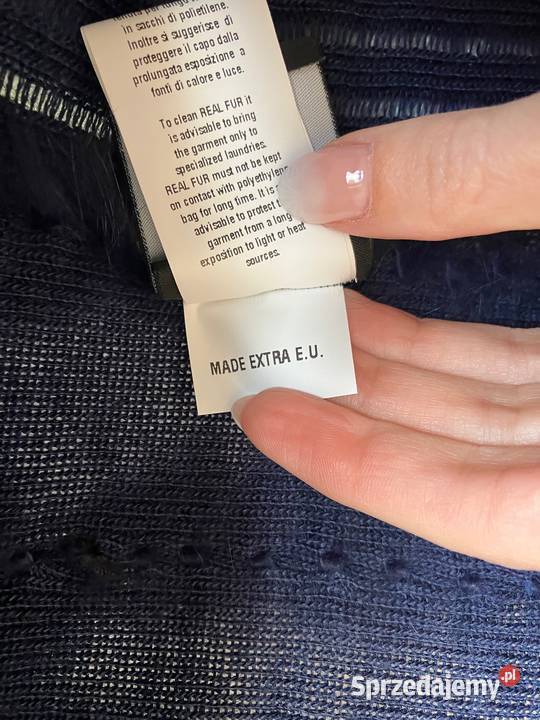 in sacchi di polietilene.
Inoltre si suggerisce di
proteggere il capo dalla
prolungata esposizione a
fonti di calore e luce.
To clean REAL FUR it
is advisable to bring
the garment only to
specialized laundries.
REAL FUR must not be kept
on contact with polyethylene
bag for long time. It is
advisable to protect
garment from a long
exposition to light or heat
sources.
MADE EXTRA E.U.
Sprzedajemy.pl